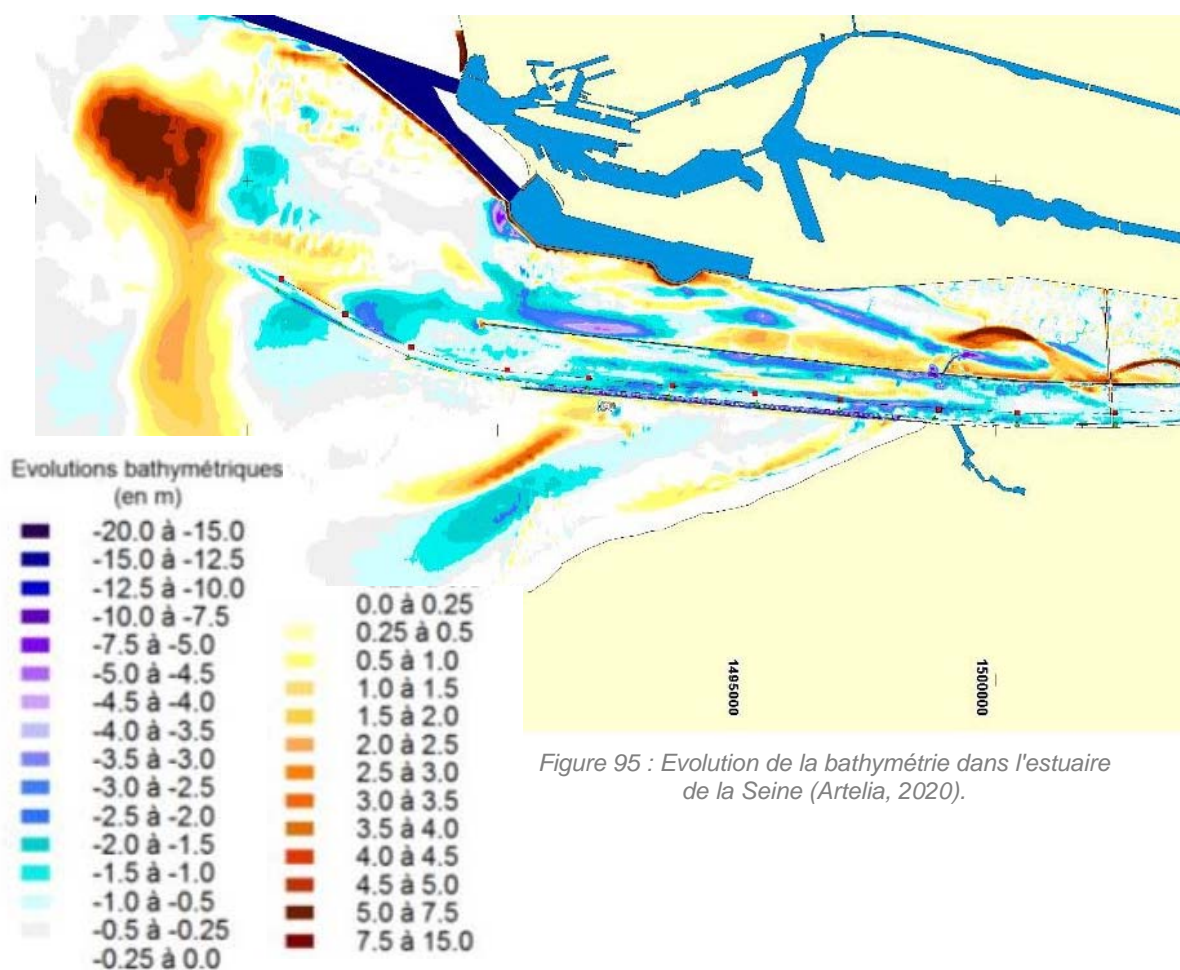 Evolutions bathymétriques
(en m)
-20.0 à -15.0
-15.0 à -12.5
-12.5 à -10.0
-10.0 à -7.5
-7.5 à -5.0
-5.0 à -4.5
-4.5 à -4.0
-4.0 à -3.5
-3.5 à -3.0
-3.0 à -2.5
-2.5 à -2.0
-2.0 à -1.5
-1.5 à -1.0
-1.0 à -0.5
-0.5 à -0.25
-0.25 à 0.0
0.0 à 0.25
0.25 à 0.5
0.5 à 1.0
1.0 à 1.5
1.5 à 2.0
2.0 à 2.5
2.5 à 3.0
3.0 à 3.5
3.5 à 4.0
4.0 à 4.5
4.5 à 5.0
5.0 à 7.5
7.5 à 15.0
1495000
1500000
Figure 95 : Evolution de la bathymétrie dans l'estuaire
de la Seine (Artelia, 2020).